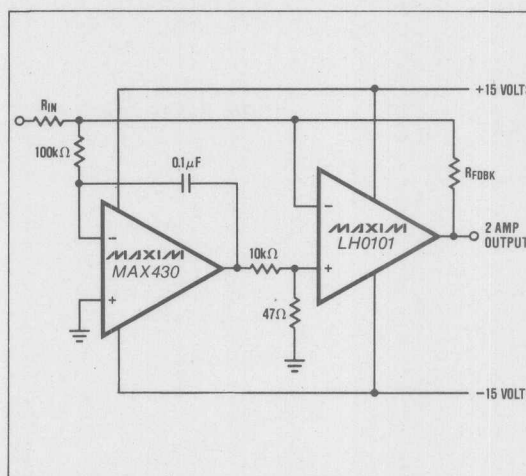 +15 VOLTS
R_IN
100kΩ
0.1μF
R_FDBK
−
MAXIM
MAX430
+
10kΩ
47Ω
−
MAXIM
LH0101
+
2 AMP
OUTPUT
−15 VOLTS